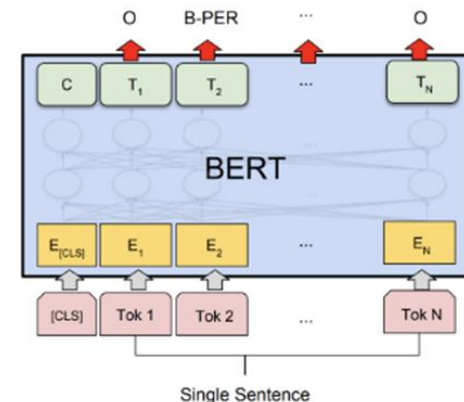 O B-PER ... O
C T1 T2 ... TN
BERT
E[CLS] E1 E2 ... EN
[CLS] Tok 1 Tok 2 ... Tok N
Single Sentence